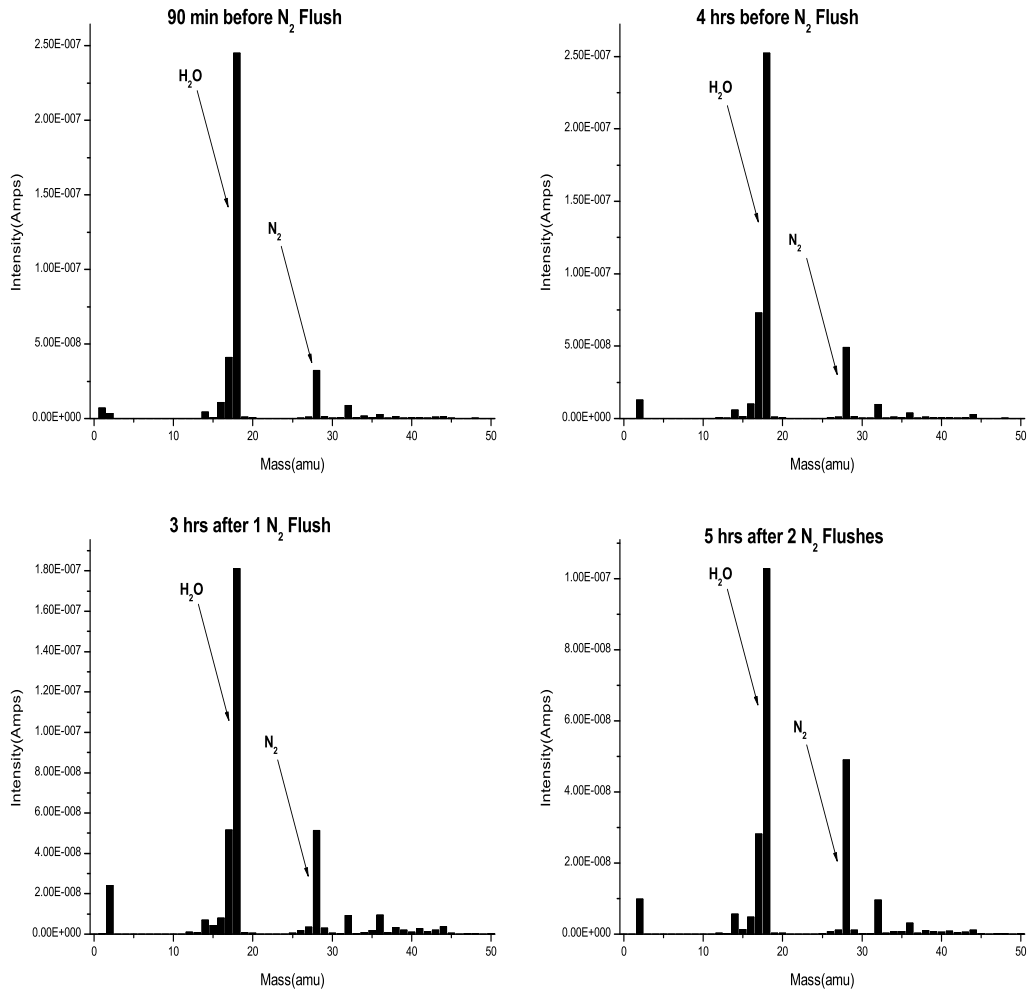 90 min before N₂ Flush
2.50E-007
2.00E-007
1.50E-007
1.00E-007
5.00E-008
0.00E+000
Intensity(Amps)
H₂O
N₂
0 10 20 30 40 50
Mass(amu)
4 hrs before N₂ Flush
2.50E-007
2.00E-007
1.50E-007
1.00E-007
5.00E-008
0.00E+000
Intensity(Amps)
H₂O
N₂
0 10 20 30 40 50
Mass(amu)
3 hrs after 1 N₂ Flush
1.80E-007
1.60E-007
1.40E-007
1.20E-007
1.00E-007
8.00E-008
6.00E-008
4.00E-008
2.00E-008
0.00E+000
Intensity(Amps)
H₂O
N₂
0 10 20 30 40 50
Mass(amu)
5 hrs after 2 N₂ Flushes
1.00E-007
8.00E-008
6.00E-008
4.00E-008
2.00E-008
0.00E+000
Intensity(Amps)
H₂O
N₂
0 10 20 30 40 50
Mass(amu)